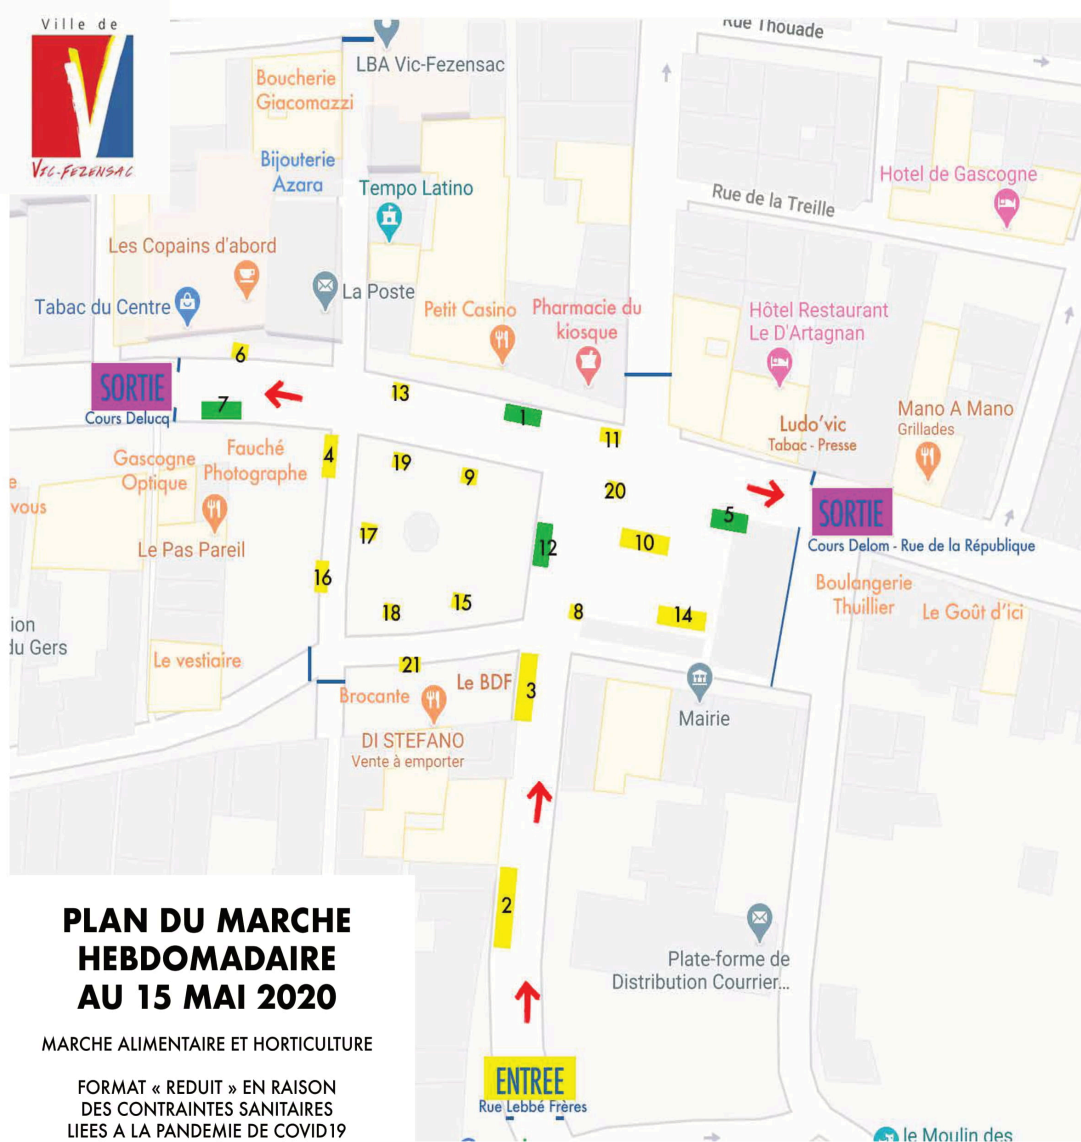 Ville de
VIC-FEZENSAC
Rue Thouade
LBA Vic-Fezensac
Boucherie
Giacomazzi
Bijouterie
Azara
Tempo Latino
Hotel de Gascogne
Rue de la Treille
Les Copains d'abord
Tabac du Centre
La Poste
Petit Casino
Pharmacie du
kiosque
Hôtel Restaurant
Le D'Artagnan
6
SORTIE
Cours Delucq
7
13
1
11
Ludo'vic
Tabac - Presse
Mano A Mano
Grillades
Gascogne
Optique
Fauché
Photographe
4
19
9
20
5
SORTIE
Cours Delom - Rue de la République
e
vous
Le Pas Pareil
17
12
10
16
18
15
8
14
Boulangerie
Thuillier
Le Goût d'ici
ion
du Gers
Le vestiaire
21
Brocante
Le BDF
3
Mairie
DI STEFANO
Vente à emporter
2
Plate-forme de
Distribution Courrier...
PLAN DU MARCHE
HEBDOMADAIRE
AU 15 MAI 2020
MARCHE ALIMENTAIRE ET HORTICULTURE
FORMAT « REDUIT » EN RAISON
DES CONTRAINTES SANITAIRES
LIEES A LA PANDEMIE DE COVID19
ENTREE
Rue Lebbé Frères
le Moulin des